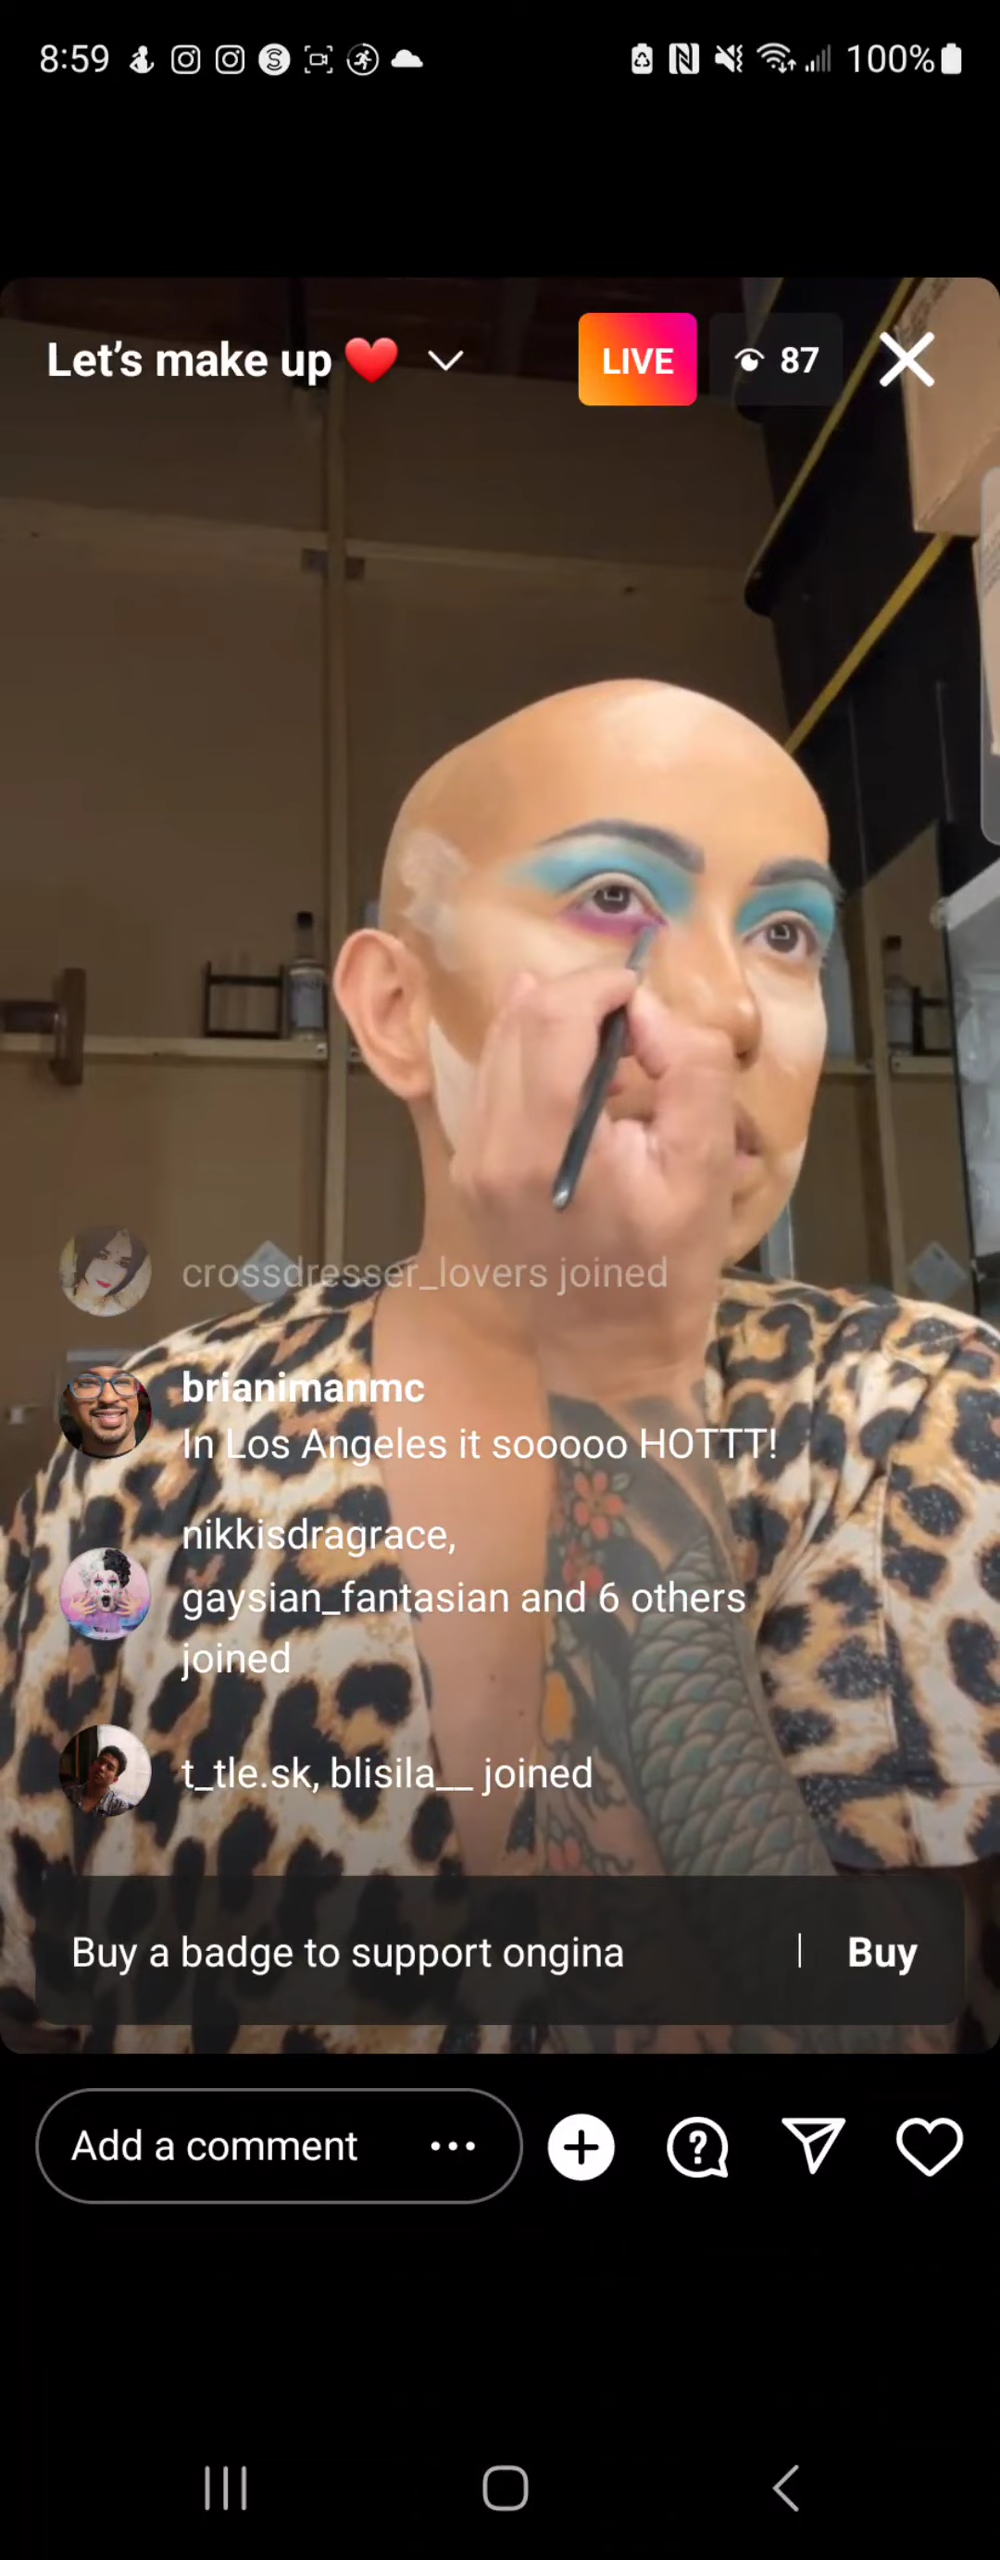 8:59 100%
Let’s make up ❤️ LIVE 87
crossdresser_lovers joined
brianimanmc
In Los Angeles it sooooo HOTTT!
nikkisdragrace,
gaysian_fantasian and 6 others
joined
t_tle.sk, blisila__ joined
Buy a badge to support ongina | Buy
Add a comment